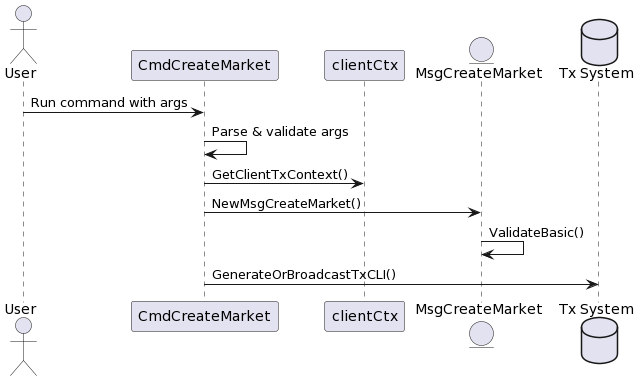 User
CmdCreateMarket
clientCtx
MsgCreateMarket
Tx System
Run command with args
Parse & validate args
GetClientTxContext()
NewMsgCreateMarket()
ValidateBasic()
GenerateOrBroadcastTxCLI()
User
CmdCreateMarket
clientCtx
MsgCreateMarket
Tx System